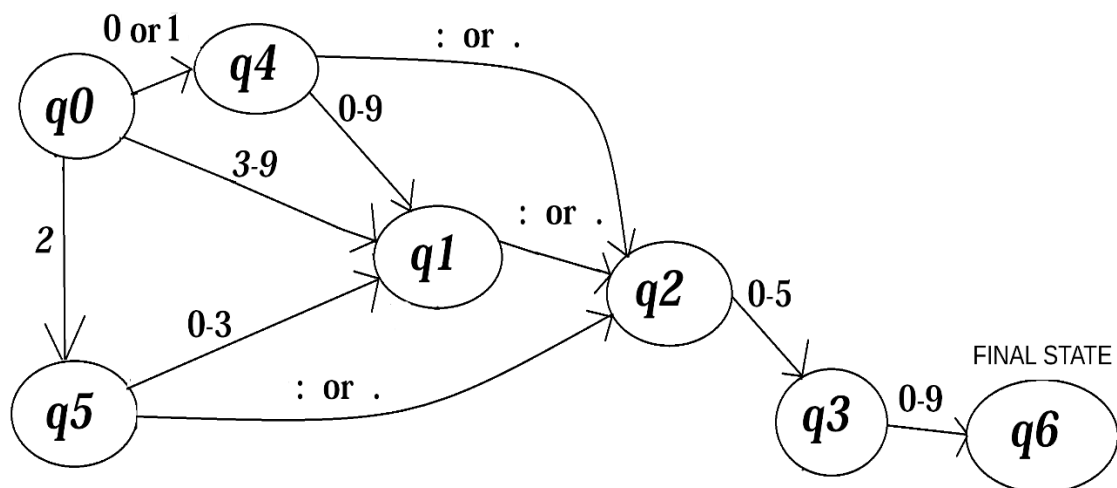 0 or 1
: or .
q4
q0
0-9
3-9
: or .
2
q1
q2
0-5
0-3
FINAL STATE
: or .
0-9
q5
q3
q6